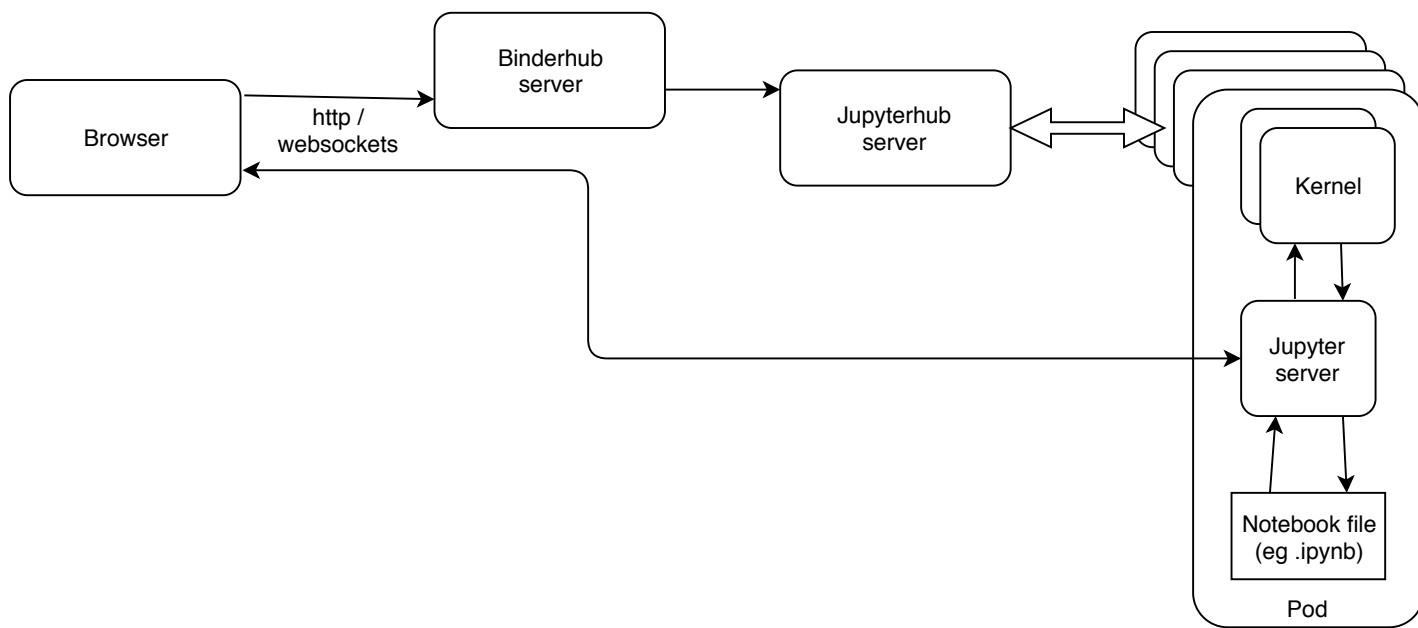 Browser
http /
websockets
Binderhub
server
Jupyterhub
server
Kernel
Jupyter
server
Notebook file
(eg .ipynb)
Pod